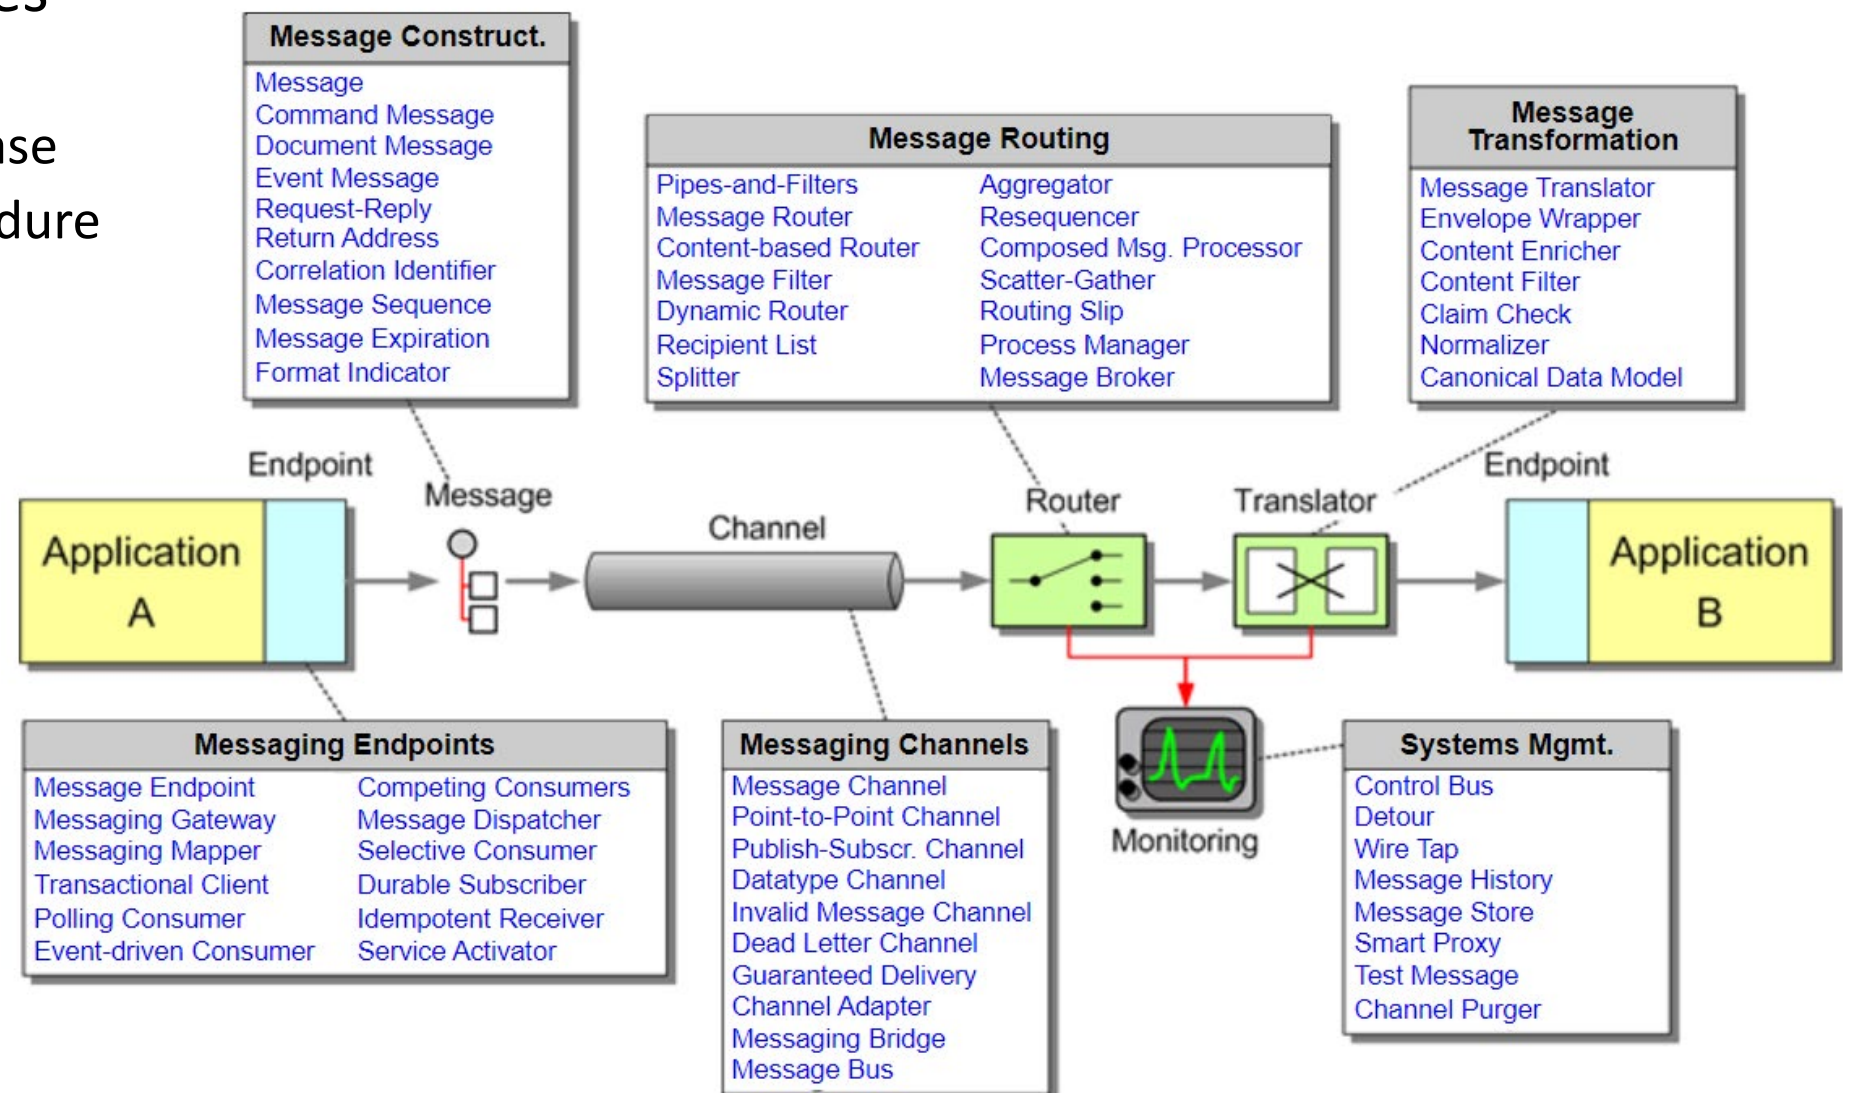 Message Construct.
Message
Command Message
Document Message
Event Message
Request-Reply
Return Address
Correlation Identifier
Message Sequence
Message Expiration
Format Indicator
Message Routing
Pipes-and-Filters
Message Router
Content-based Router
Message Filter
Dynamic Router
Recipient List
Splitter
Aggregator
Resequencer
Composed Msg. Processor
Scatter-Gather
Routing Slip
Process Manager
Message Broker
Message
Transformation
Message Translator
Envelope Wrapper
Content Enricher
Content Filter
Claim Check
Normalizer
Canonical Data Model
Endpoint
Message
Channel
Router
Translator
Endpoint
Application
A
Application
B
Messaging Endpoints
Message Endpoint
Messaging Gateway
Messaging Mapper
Transactional Client
Polling Consumer
Event-driven Consumer
Competing Consumers
Message Dispatcher
Selective Consumer
Durable Subscriber
Idempotent Receiver
Service Activator
Messaging Channels
Message Channel
Point-to-Point Channel
Publish-Subscr. Channel
Datatype Channel
Invalid Message Channel
Dead Letter Channel
Guaranteed Delivery
Channel Adapter
Messaging Bridge
Message Bus
Monitoring
Systems Mgmt.
Control Bus
Detour
Wire Tap
Message History
Message Store
Smart Proxy
Test Message
Channel Purger